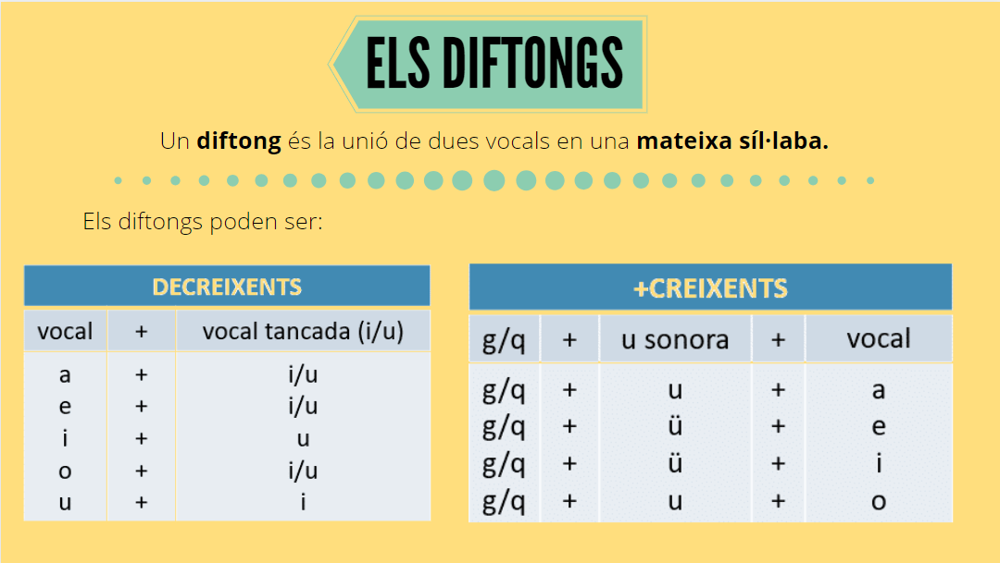 ELS DIFTONGS
Un diftong és la unió de dues vocals en una mateixa síl·laba.
Els diftongs poden ser:
DECREIXENTS
vocal + vocal tancada (i/u)
a + i/u
e + i/u
i + u
o + i/u
u + i
+CREIXENTS
g/q + u sonora + vocal
g/q + u + a
g/q + ü + e
g/q + ü + i
g/q + u + o